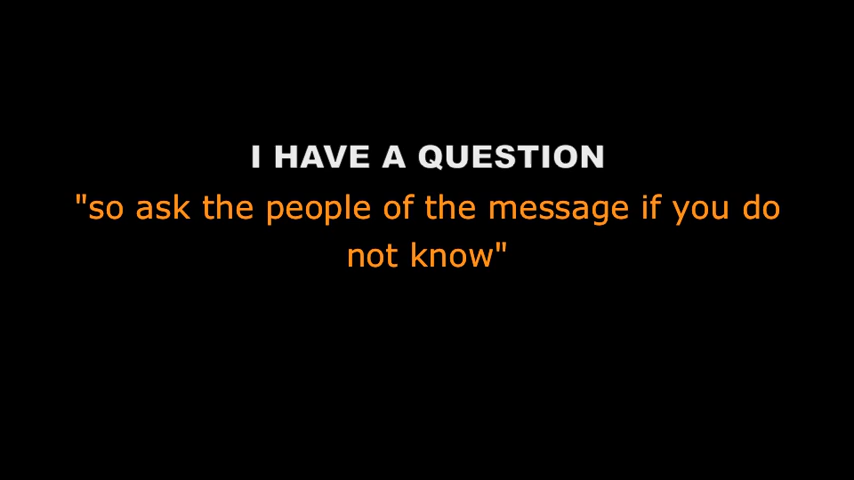 I HAVE A QUESTION
"so ask the people of the message if you do
not know"